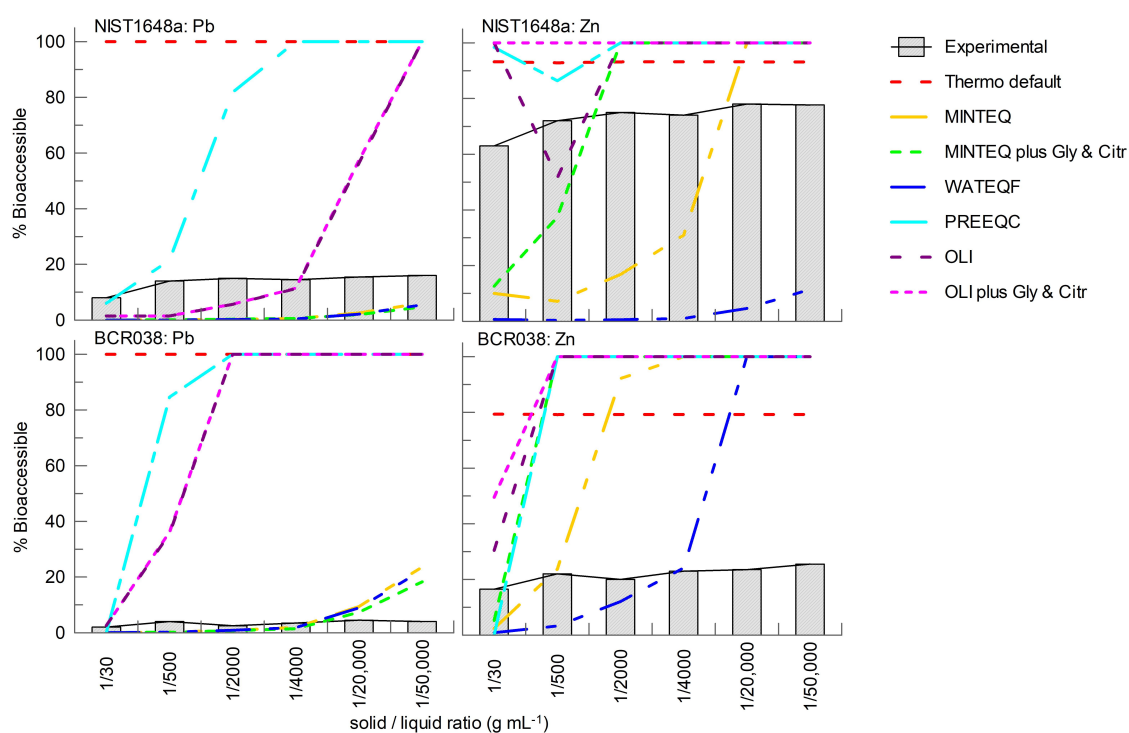 NIST1648a: Pb
NIST1648a: Zn
100
80
60
40
20
0
% Bioaccessible
BCR038: Pb
BCR038: Zn
100
80
60
40
20
0
% Bioaccessible
1/30
1/500
1/2000
1/4000
1/20,000
1/50,000
1/30
1/500
1/2000
1/4000
1/20,000
1/50,000
solid / liquid ratio (g mL⁻¹)
Experimental
Thermo default
MINTEQ
MINTEQ plus Gly & Citr
WATEQF
PREEQC
OLI
OLI plus Gly & Citr